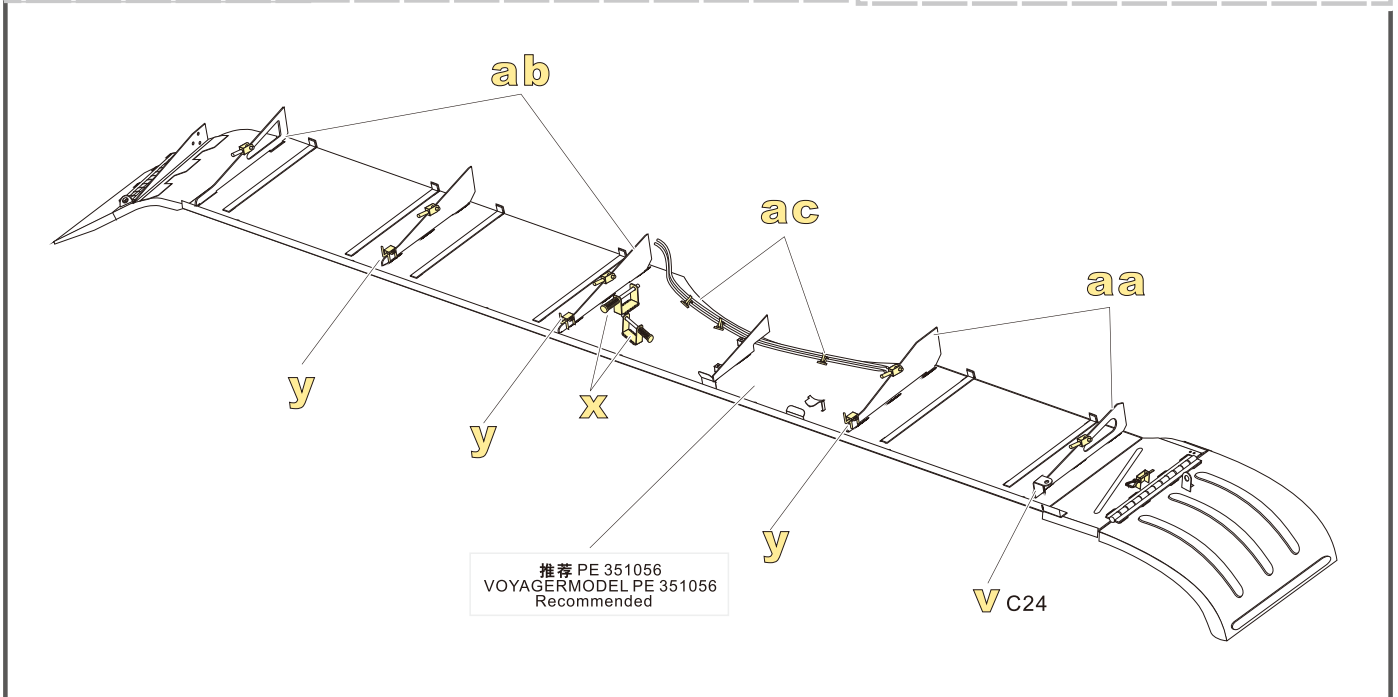 ab
ac
aa
y
x
y
y
推荐 PE 351056
VOYAGERMODEL PE 351056
Recommended
v C24